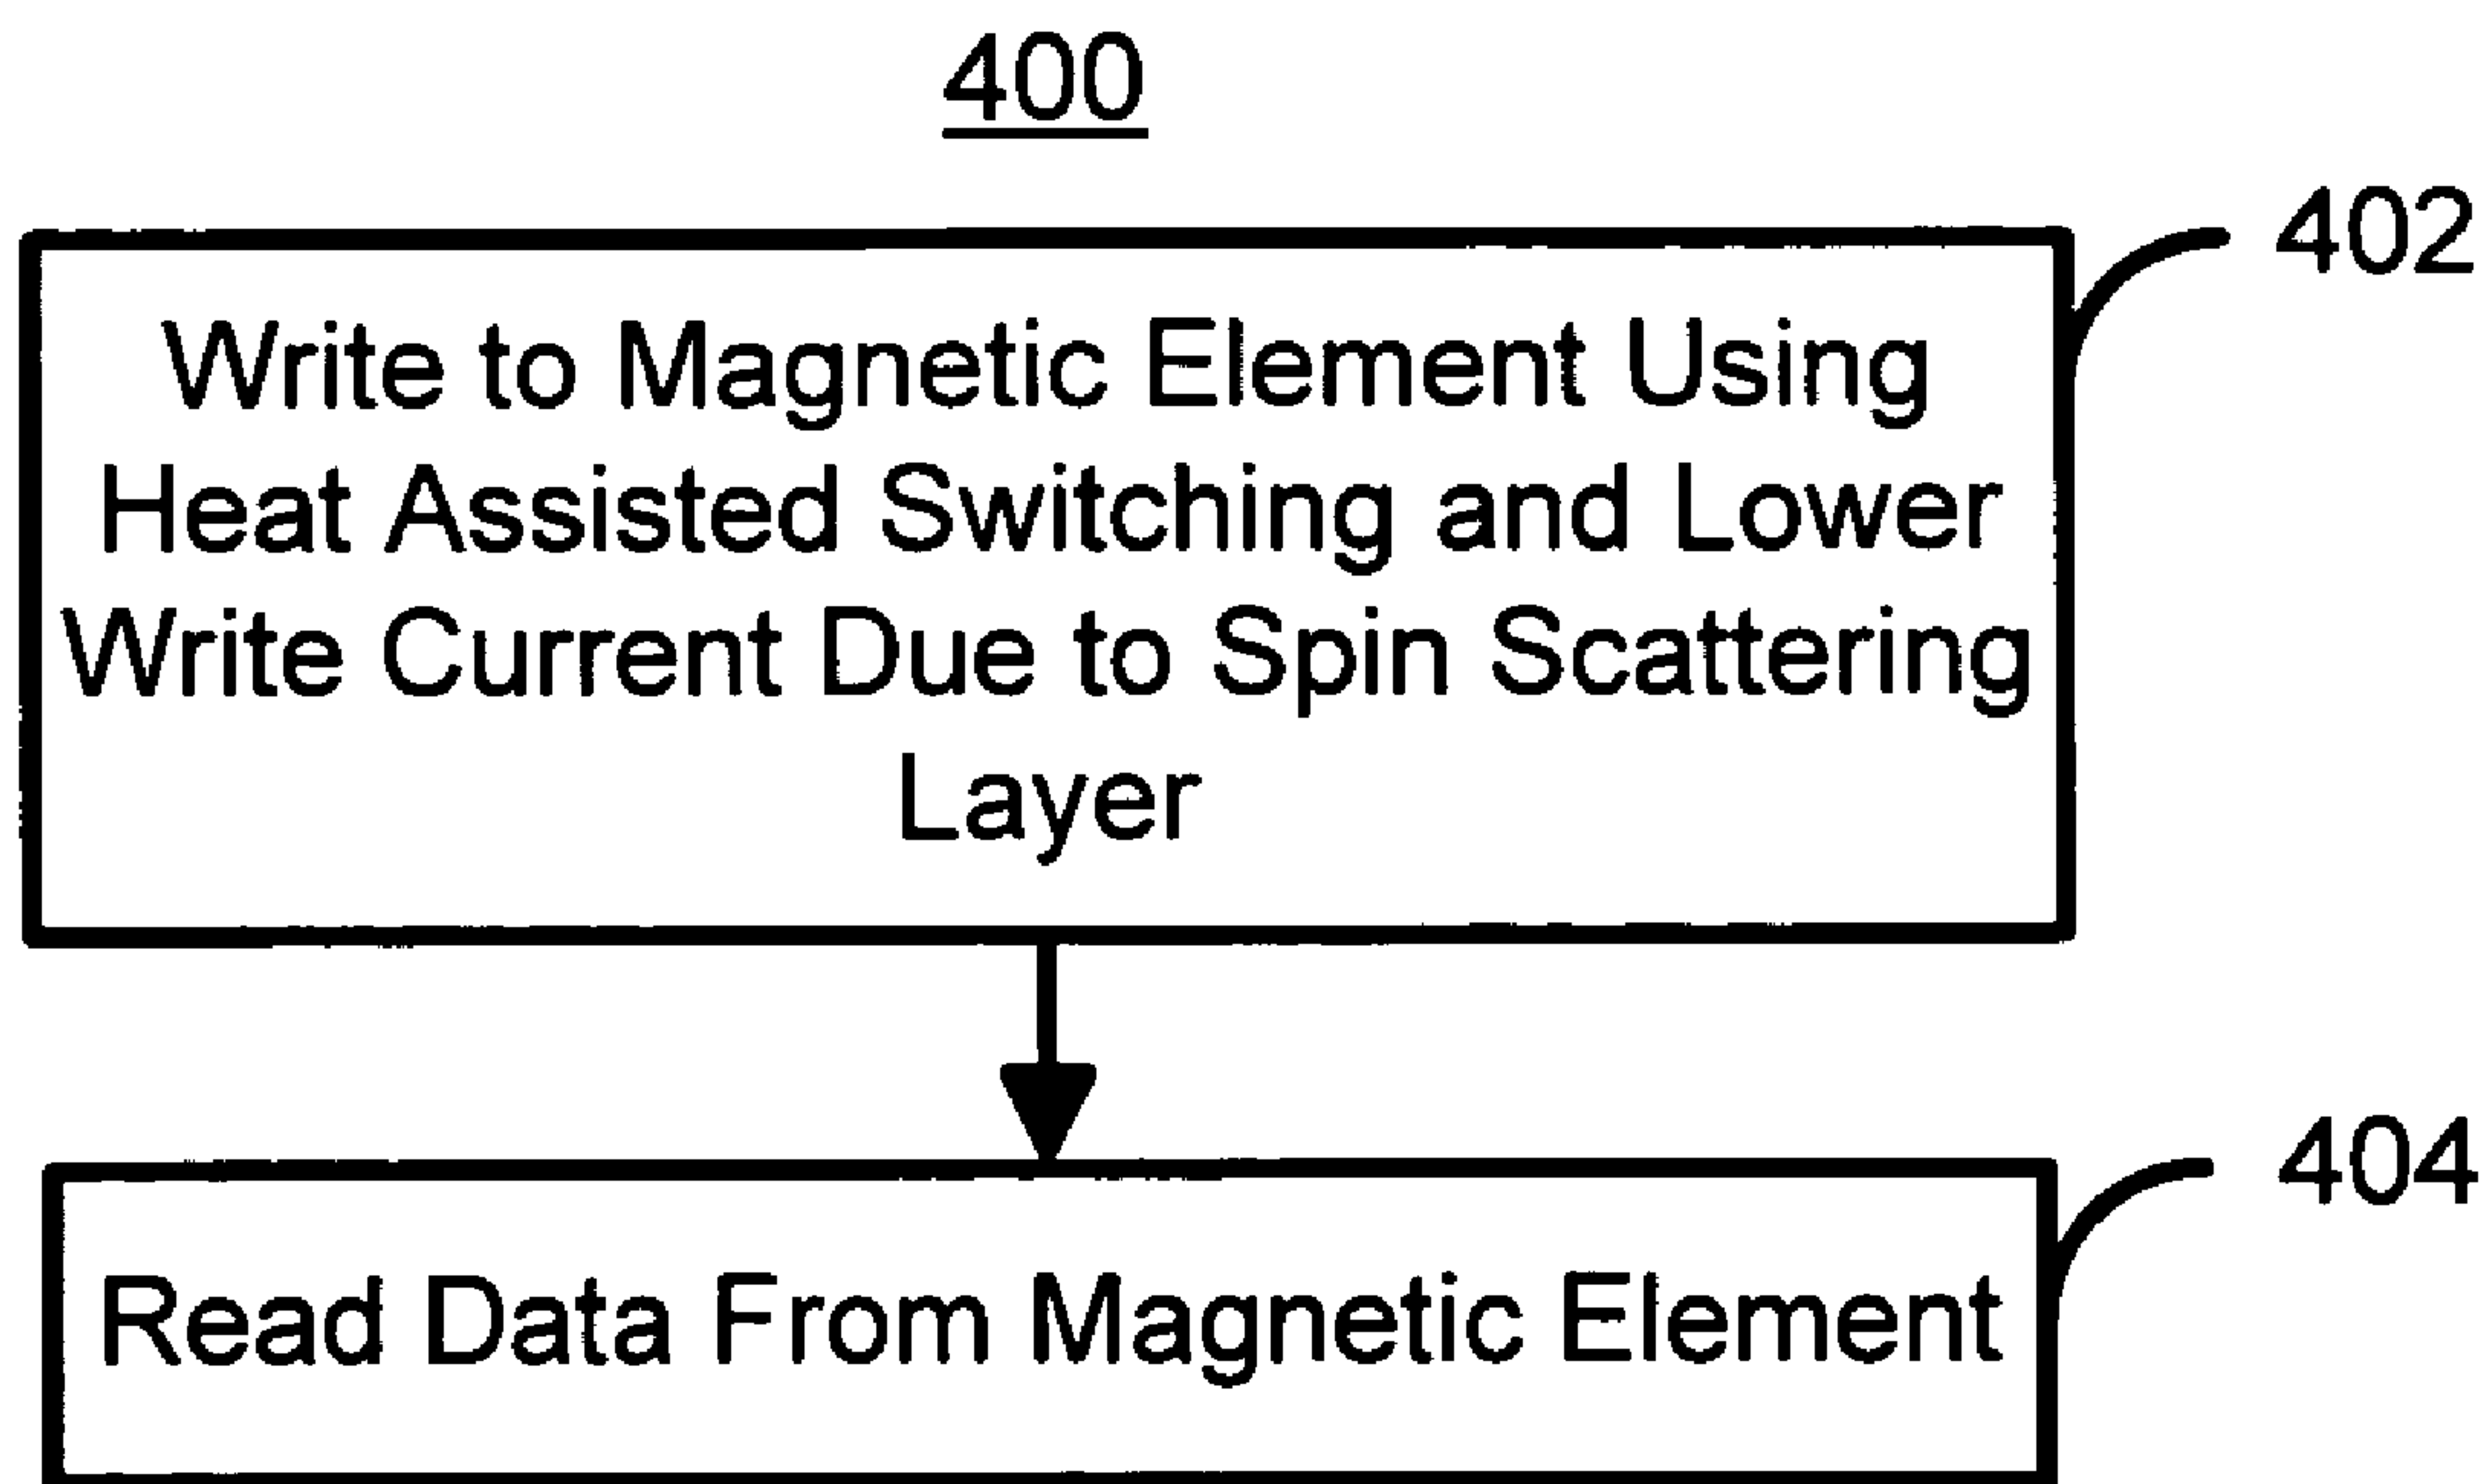 400
402
Write to Magnetic Element Using
Heat Assisted Switching and Lower
Write Current Due to Spin Scattering
Layer
404
Read Data From Magnetic Element